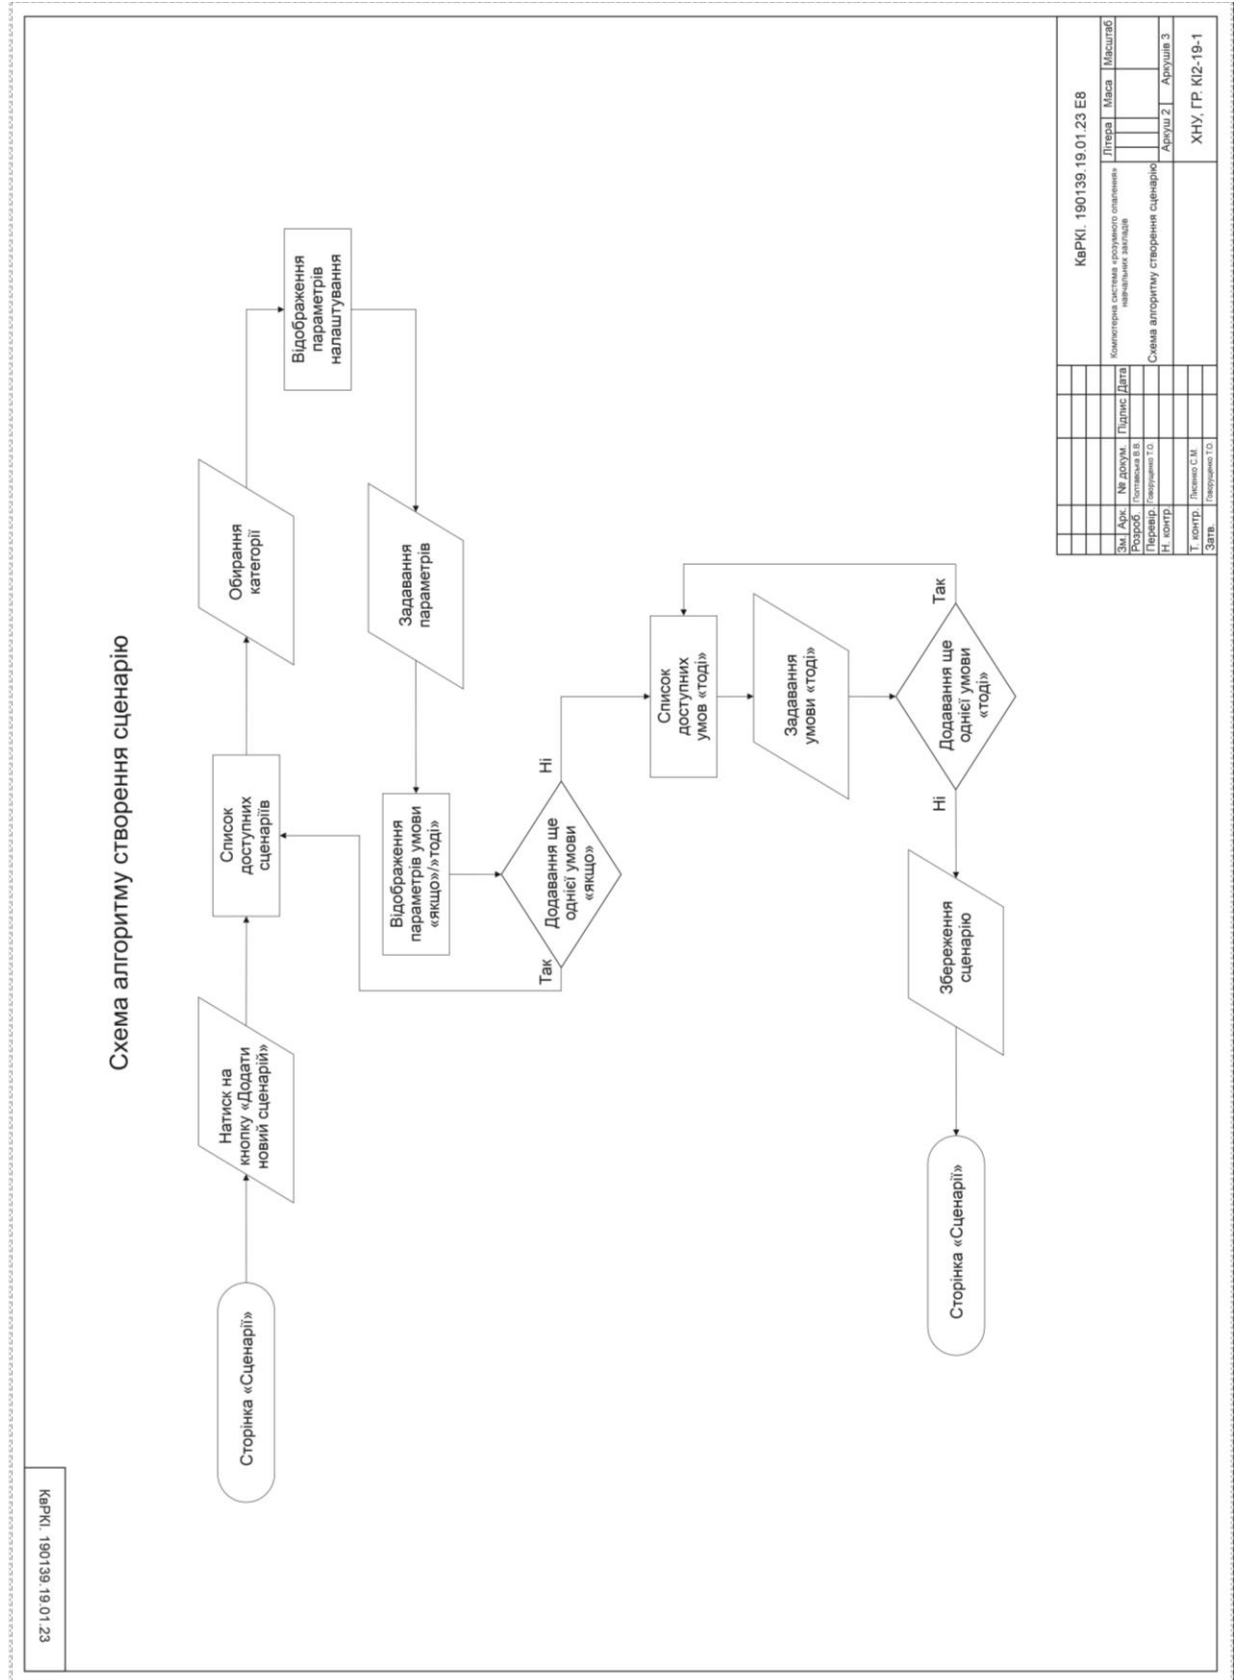 КвРКІ. 190139.19.01.23
Схема алгоритму створення сценарію
Сторінка «Сценарії»
Натиск на
кнопку «Додати
новий сценарій»
Список
доступних
сценаріїв
Обирання
категорії
Відображення
параметрів
налаштування
Задавання
параметрів
Відображення
параметрів умови
«якщо»/»тоді»
Додавання ще
однієї умови
«якщо»
Так
Ні
Список
доступних
умов «тоді»
Задавання
умови «тоді»
Додавання ще
однієї умови
«тоді»
Так
Ні
Збереження
сценарію
Сторінка «Сценарії»
КвРКІ. 190139.19.01.23 Е8
Зм. Арк. № докум. Підпис Дата
Розроб. Полтавська В.В.
Перевір. Говорущенко Т.О.
Н. контр.
Т. контр. Лисенко С.М.
Затв. Говорущенко Т.О.
Компютерна система «розумного опалення»
навчальних закладів
Схема алгоритму створення сценарію
Літера Маса Масштаб
Аркуш 2 Аркушів 3
ХНУ, ГР. КІ2-19-1